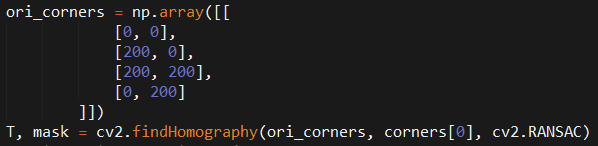 ori_corners = np.array([[
            [0, 0],
            [200, 0],
            [200, 200],
            [0, 200]
        ]])
T, mask = cv2.findHomography(ori_corners, corners[0], cv2.RANSAC)